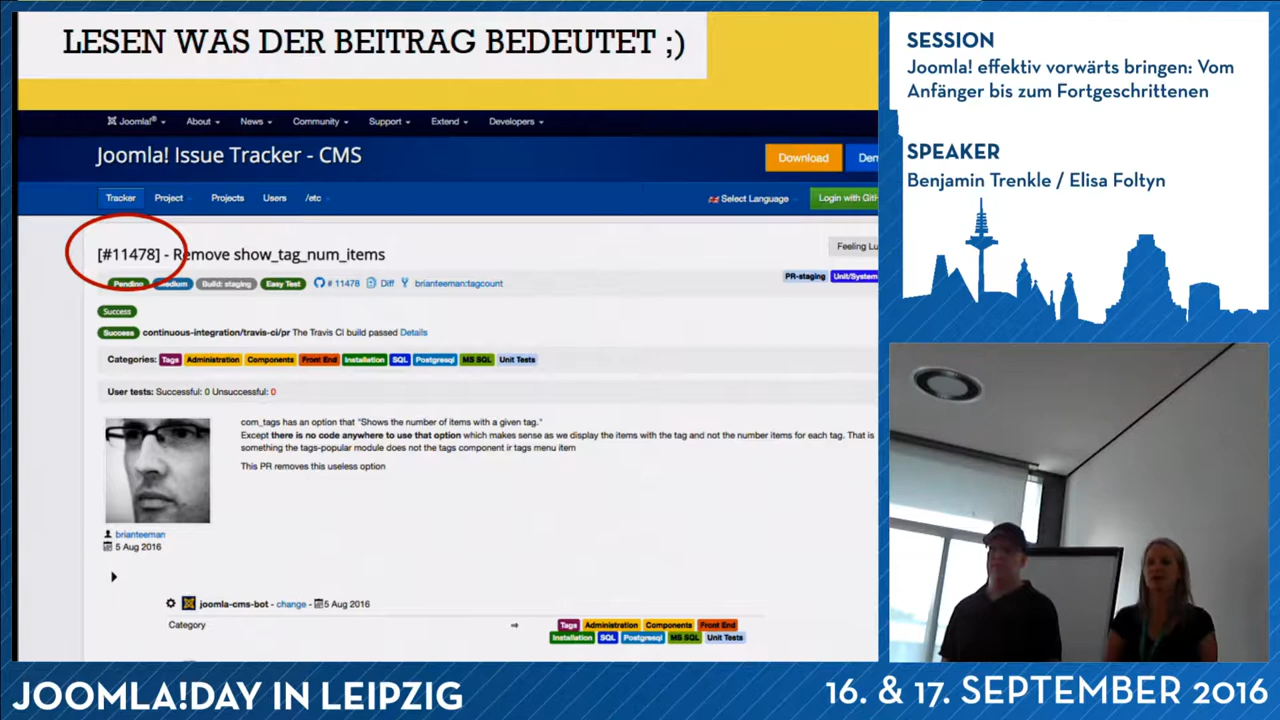 LESEN WAS DER BEITRAG BEDEUTET ;)
Joomla!® About News Community Support Extend Developers
Joomla! Issue Tracker - CMS
Download
Tracker Project Projects Users /etc
Select Language
[#11478] - Remove show_tag_num_items
Pending Medium Build: staging Easy Test # 11478 Diff brianteeman:tagcount
PR-staging
Success
Success continuous-integration/travis-ci/pr The Travis CI build passed Details
Categories: Tags Administration Components Front End Installation SQL Postgresql MS SQL Unit Tests
User tests: Successful: 0 Unsuccessful: 0
com_tags has an option that "Shows the number of items with a given tag."
Except there is no code anywhere to use that option which makes sense as we display the items with the tag and not the number items for each tag. That is
something the tags-popular module does not the tags component ir tags menu item
This PR removes this useless option
brianteeman
5 Aug 2016
joomla-cms-bot - change - 5 Aug 2016
Category ⇒ Tags Administration Components Front End
Installation SQL Postgresql MS SQL Unit Tests
SESSION
Joomla! effektiv vorwärts bringen: Vom
Anfänger bis zum Fortgeschrittenen
SPEAKER
Benjamin Trenkle / Elisa Foltyn
JOOMLA!DAY IN LEIPZIG
16. & 17. SEPTEMBER 2016